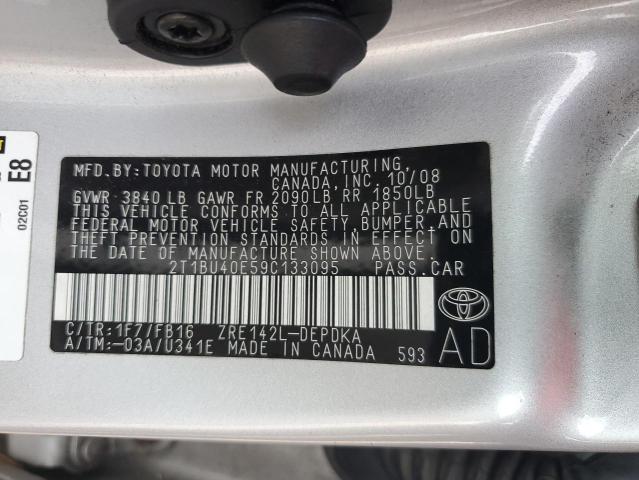 MFD.BY:TOYOTA MOTOR MANUFACTURING,
CANADA,INC. 10/08
GVWR 3840LB GAWR FR 2090LB RR 1850LB
THIS VEHICLE CONFORMS TO ALL APPLICABLE
FEDERAL MOTOR VEHICLE SAFETY,BUMPER,AND
THEFT PREVENTION STANDARDS IN EFFECT ON
THE DATE OF MANUFACTURE SHOWN ABOVE.
2T1BU40E59C133095 PASS.CAR
C/TR:1F7/FB16 ZRE142L-DEPDKA
A/TM:-03A/U341E MADE IN CANADA 593
AD
E8
02C01